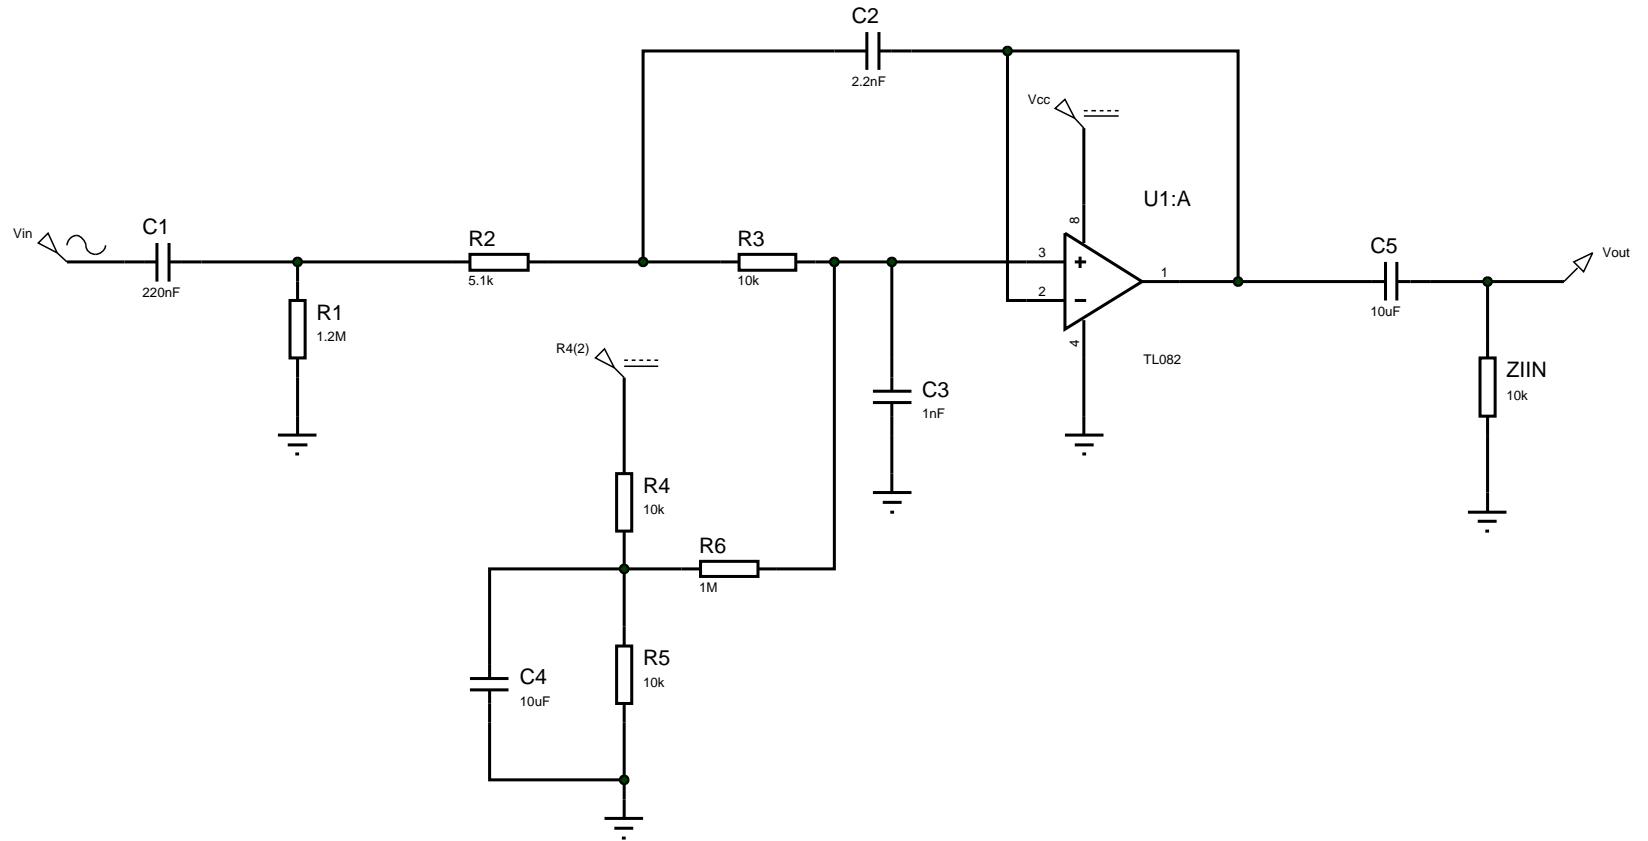 C2
2.2nF
Vcc
U1:A
8
Vin
C1
220nF
R2
5.1k
R3
10k
3
+
1
2
−
4
TL082
C5
10uF
Vout
R1
1.2M
R4(2)
C3
1nF
ZIIN
10k
R4
10k
R6
1M
R5
10k
C4
10uF